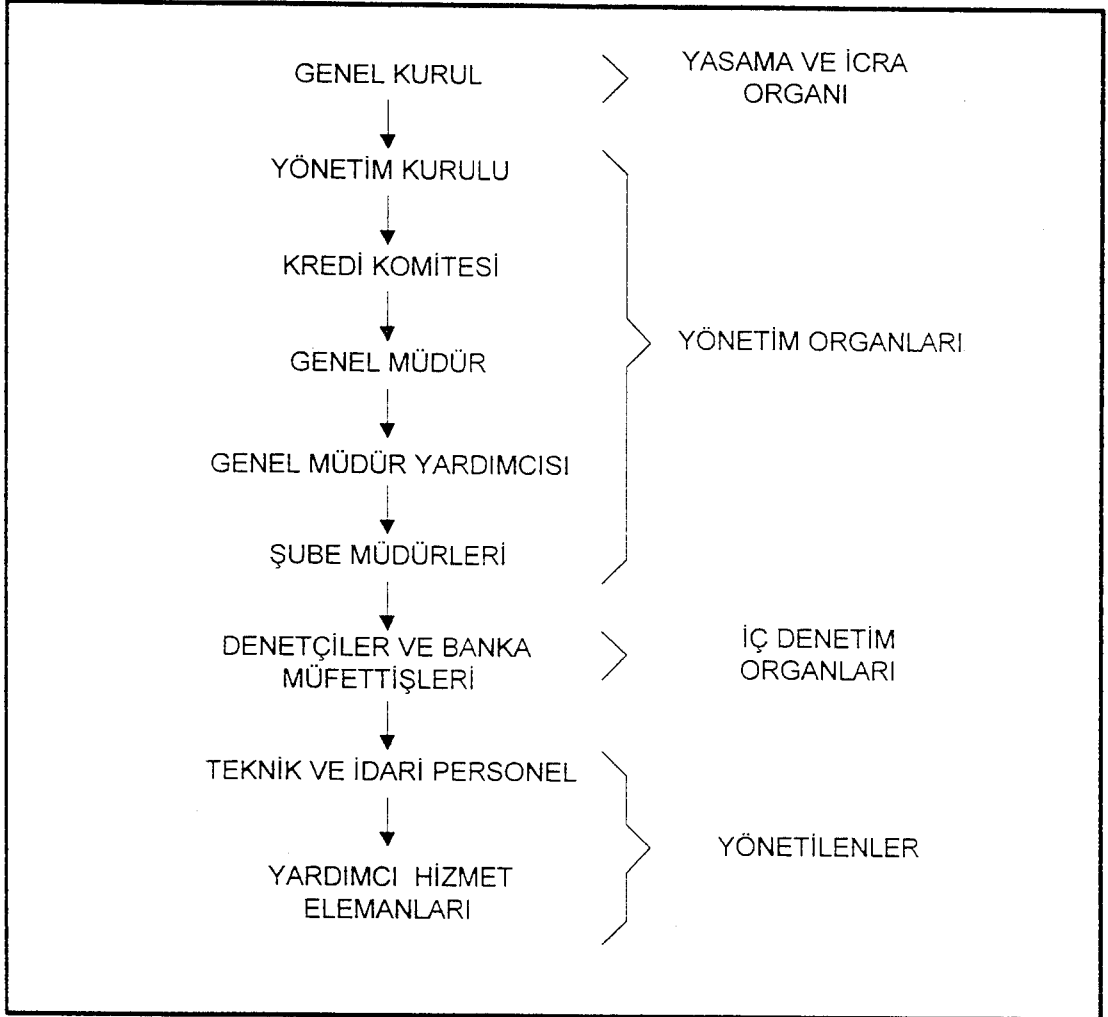 GENEL KURUL
YASAMA VE İCRA
ORGANI
YÖNETİM KURULU
KREDİ KOMİTESİ
GENEL MÜDÜR
GENEL MÜDÜR YARDIMCISI
ŞUBE MÜDÜRLERİ
YÖNETİM ORGANLARI
DENETÇİLER VE BANKA
MÜFETTİŞLERİ
İÇ DENETİM
ORGANLARI
TEKNİK VE İDARİ PERSONEL
YARDIMCI HİZMET
ELEMANLARI
YÖNETİLENLER